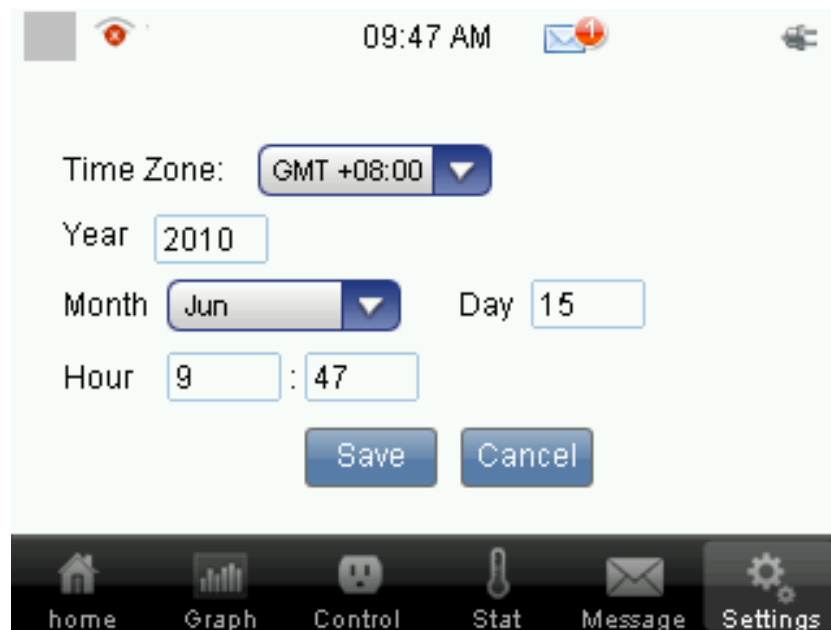 09:47 AM 1
Time Zone: GMT +08:00
Year 2010
Month Jun Day 15
Hour 9 : 47
Save Cancel
home Graph Control Stat Message Settings